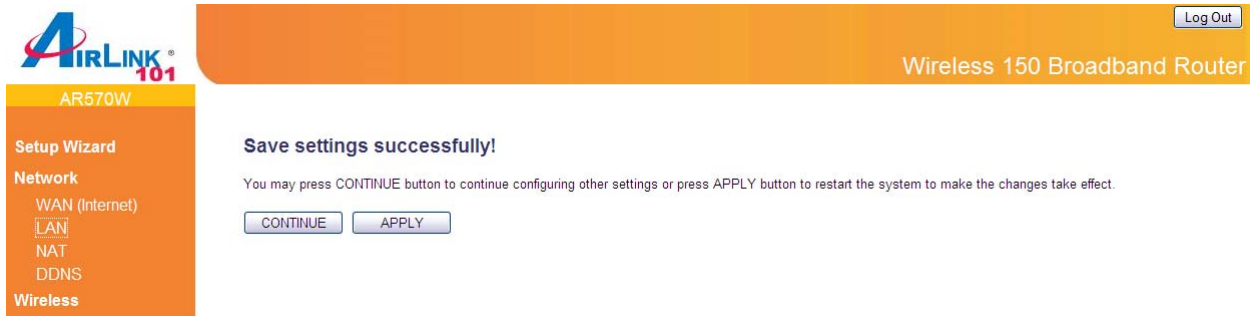 Log Out
AIRLINK®
101
Wireless 150 Broadband Router
AR570W
Setup Wizard
Network
WAN (Internet)
LAN
NAT
DDNS
Wireless
Save settings successfully!
You may press CONTINUE button to continue configuring other settings or press APPLY button to restart the system to make the changes take effect.
CONTINUE APPLY